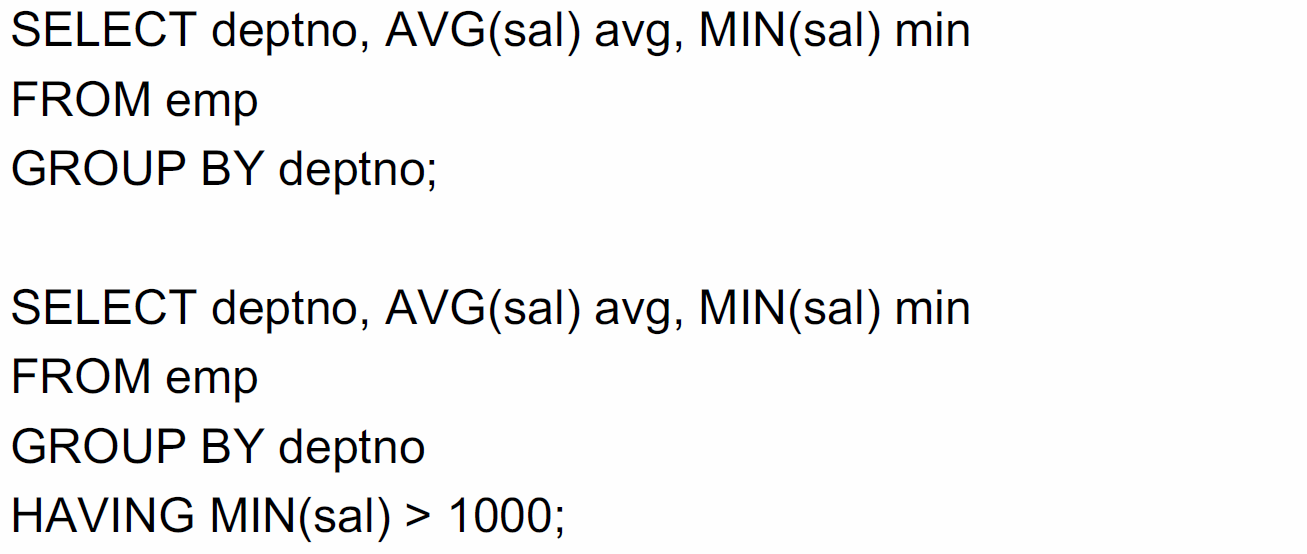 SELECT deptno, AVG(sal) avg, MIN(sal) min
FROM emp
GROUP BY deptno;
SELECT deptno, AVG(sal) avg, MIN(sal) min
FROM emp
GROUP BY deptno
HAVING MIN(sal) > 1000;